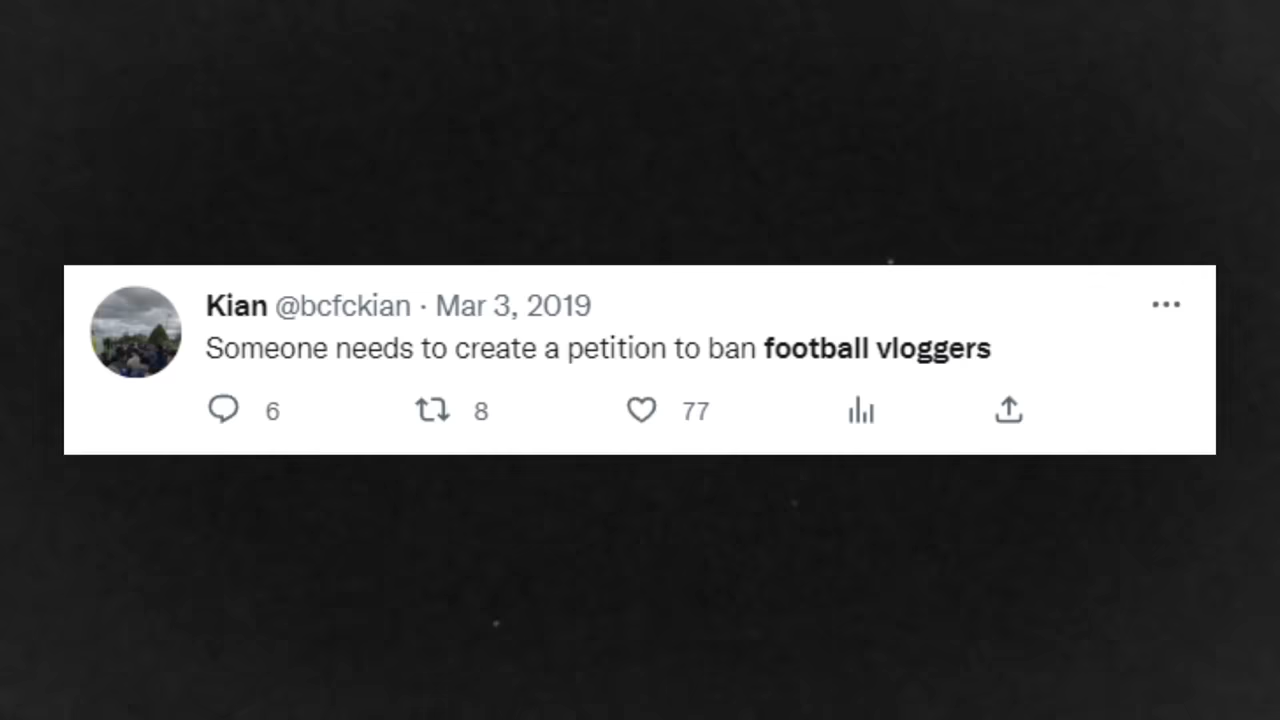 Kian @bcfckian · Mar 3, 2019
Someone needs to create a petition to ban football vloggers
6 8 77